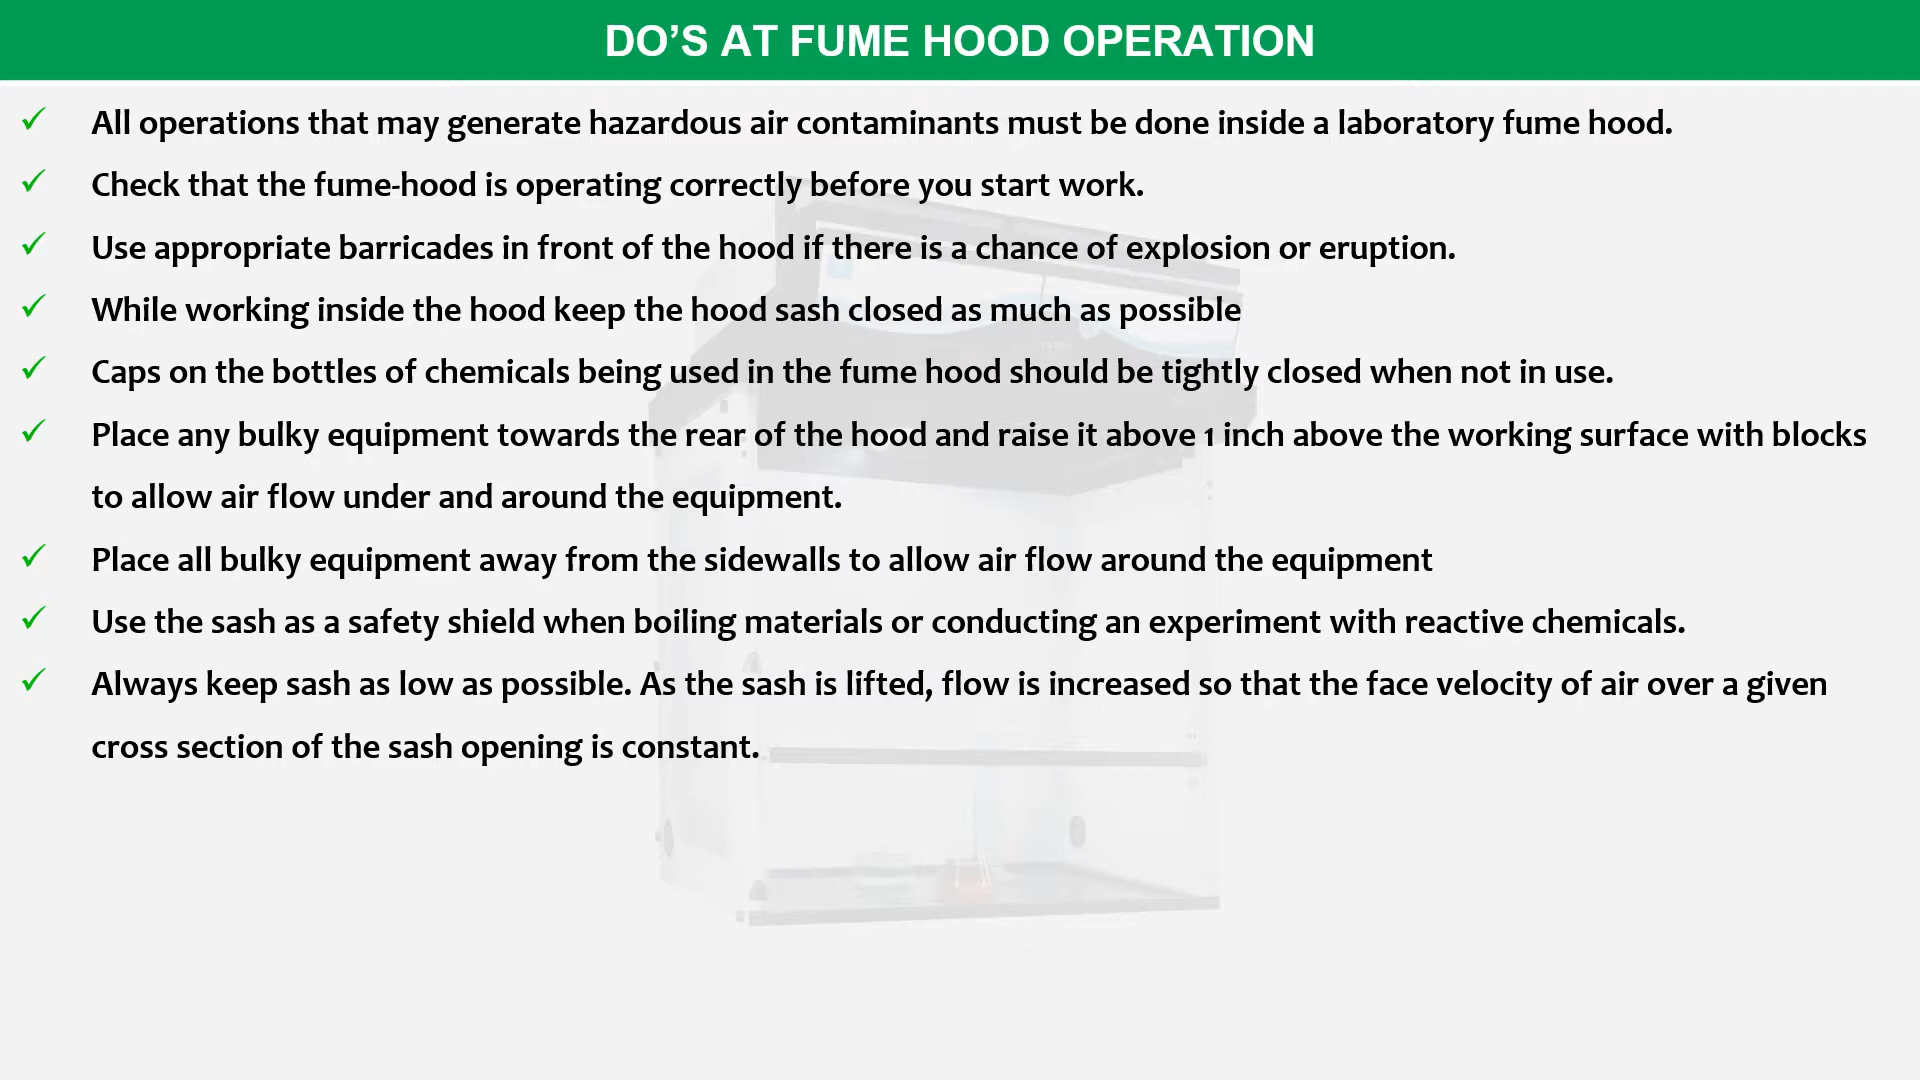 DO’S AT FUME HOOD OPERATION
✓ All operations that may generate hazardous air contaminants must be done inside a laboratory fume hood.
✓ Check that the fume-hood is operating correctly before you start work.
✓ Use appropriate barricades in front of the hood if there is a chance of explosion or eruption.
✓ While working inside the hood keep the hood sash closed as much as possible
✓ Caps on the bottles of chemicals being used in the fume hood should be tightly closed when not in use.
✓ Place any bulky equipment towards the rear of the hood and raise it above 1 inch above the working surface with blocks
to allow air flow under and around the equipment.
✓ Place all bulky equipment away from the sidewalls to allow air flow around the equipment
✓ Use the sash as a safety shield when boiling materials or conducting an experiment with reactive chemicals.
✓ Always keep sash as low as possible. As the sash is lifted, flow is increased so that the face velocity of air over a given
cross section of the sash opening is constant.